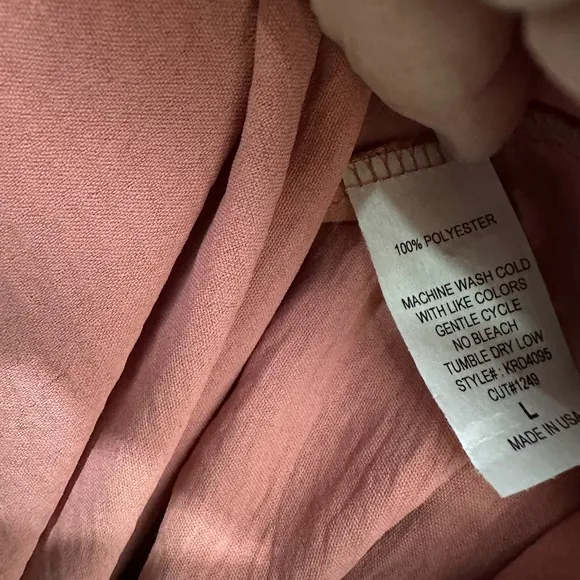 100% POLYESTER
MACHINE WASH COLD
WITH LIKE COLORS
GENTLE CYCLE
NO BLEACH
TUMBLE DRY LOW
STYLE#: KRD4095
CUT#1249
L
MADE IN USA